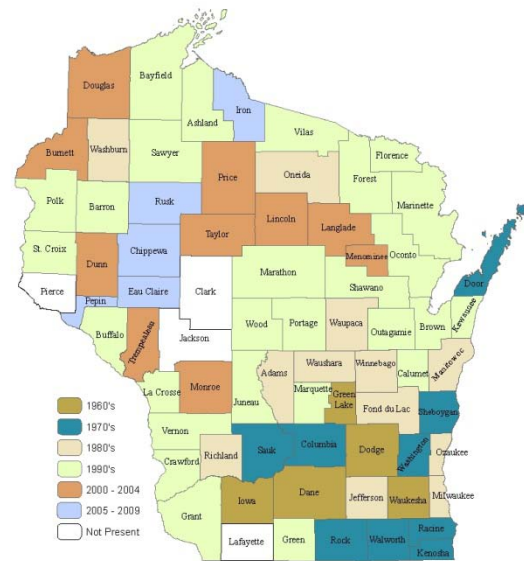 Douglas
Bayfield
Ashland
Iron
Vilas
Burnett
Washburn
Sawyer
Price
Oneida
Florence
Forest
Marinette
Polk
Barron
Rusk
Lincoln
Langlade
Taylor
Menominee
Oconto
Door
St. Croix
Dunn
Chippewa
Clark
Marathon
Shawano
Pierce
Pepin
Eau Claire
Kewaunee
Buffalo
Trempealeau
Jackson
Wood
Portage
Waupaca
Outagamie
Brown
Adams
Waushara
Winnebago
Calumet
Manitowoc
La Crosse
Monroe
Juneau
Marquette
Green
Lake
Fond du Lac
Sheboygan
Vernon
Sauk
Columbia
Dodge
Washington
Ozaukee
Richland
Crawford
Iowa
Dane
Jefferson
Waukesha
Milwaukee
Grant
Lafayette
Green
Rock
Walworth
Racine
Kenosha
1960's
1970's
1980's
1990's
2000 - 2004
2005 - 2009
Not Present